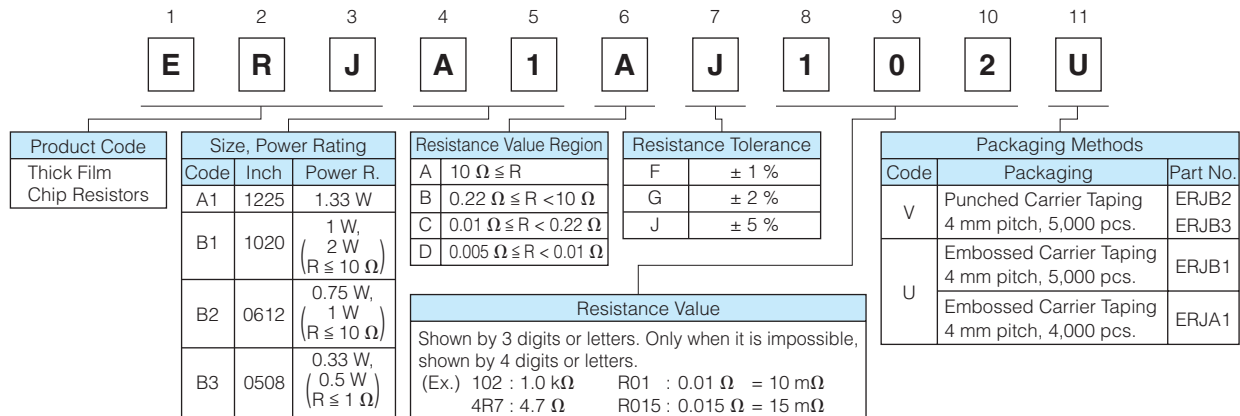 1 2 3 4 5 6 7 8 9 10 11
E R J A 1 A J 1 0 2 U
Product Code
Thick Film
Chip Resistors
Size, Power Rating
Code Inch Power R.
A1 1225 1.33 W
B1 1020 1 W,
( 2 W
R ≦ 10 Ω)
B2 0612 0.75 W,
( 1 W
R ≦ 10 Ω)
B3 0508 0.33 W,
( 0.5 W
R ≦ 1 Ω)
Resistance Value Region
A 10 Ω ≦ R
B 0.22 Ω ≦ R <10 Ω
C 0.01 Ω ≦ R < 0.22 Ω
D 0.005 Ω ≦ R < 0.01 Ω
Resistance Tolerance
F ± 1 %
G ± 2 %
J ± 5 %
Resistance Value
Shown by 3 digits or letters. Only when it is impossible,
shown by 4 digits or letters.
(Ex.) 102 : 1.0 kΩ R01 : 0.01 Ω = 10 mΩ
4R7 : 4.7 Ω R015 : 0.015 Ω = 15 mΩ
Packaging Methods
Code Packaging Part No.
V Punched Carrier Taping ERJB2
4 mm pitch, 5,000 pcs. ERJB3
U Embossed Carrier Taping
4 mm pitch, 5,000 pcs. ERJB1
Embossed Carrier Taping
4 mm pitch, 4,000 pcs. ERJA1